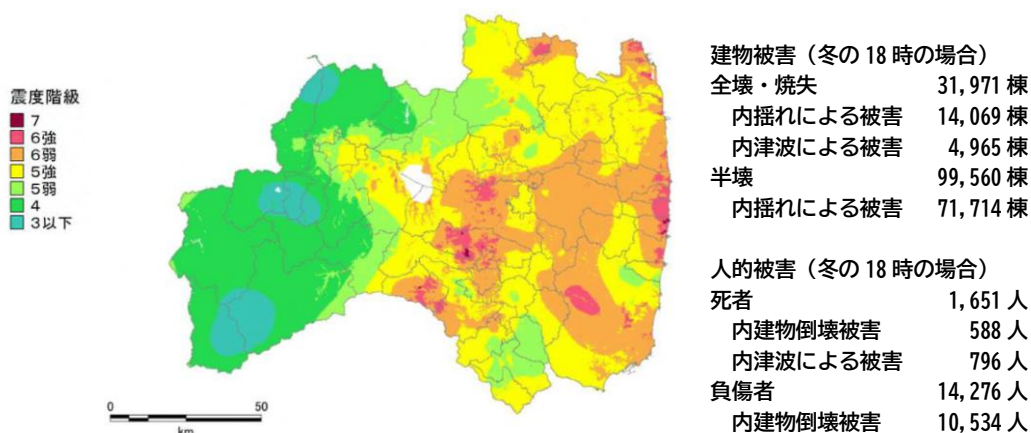 震度階級
7
6強
6弱
5強
5弱
4
3以下
0 50
km
建物被害（冬の18時の場合）
全壊・焼失 31,971棟
内揺れによる被害 14,069棟
内津波による被害 4,965棟
半壊 99,560棟
内揺れによる被害 71,714棟
人的被害（冬の18時の場合）
死者 1,651人
内建物倒壊被害 588人
内津波による被害 796人
負傷者 14,276人
内建物倒壊被害 10,534人